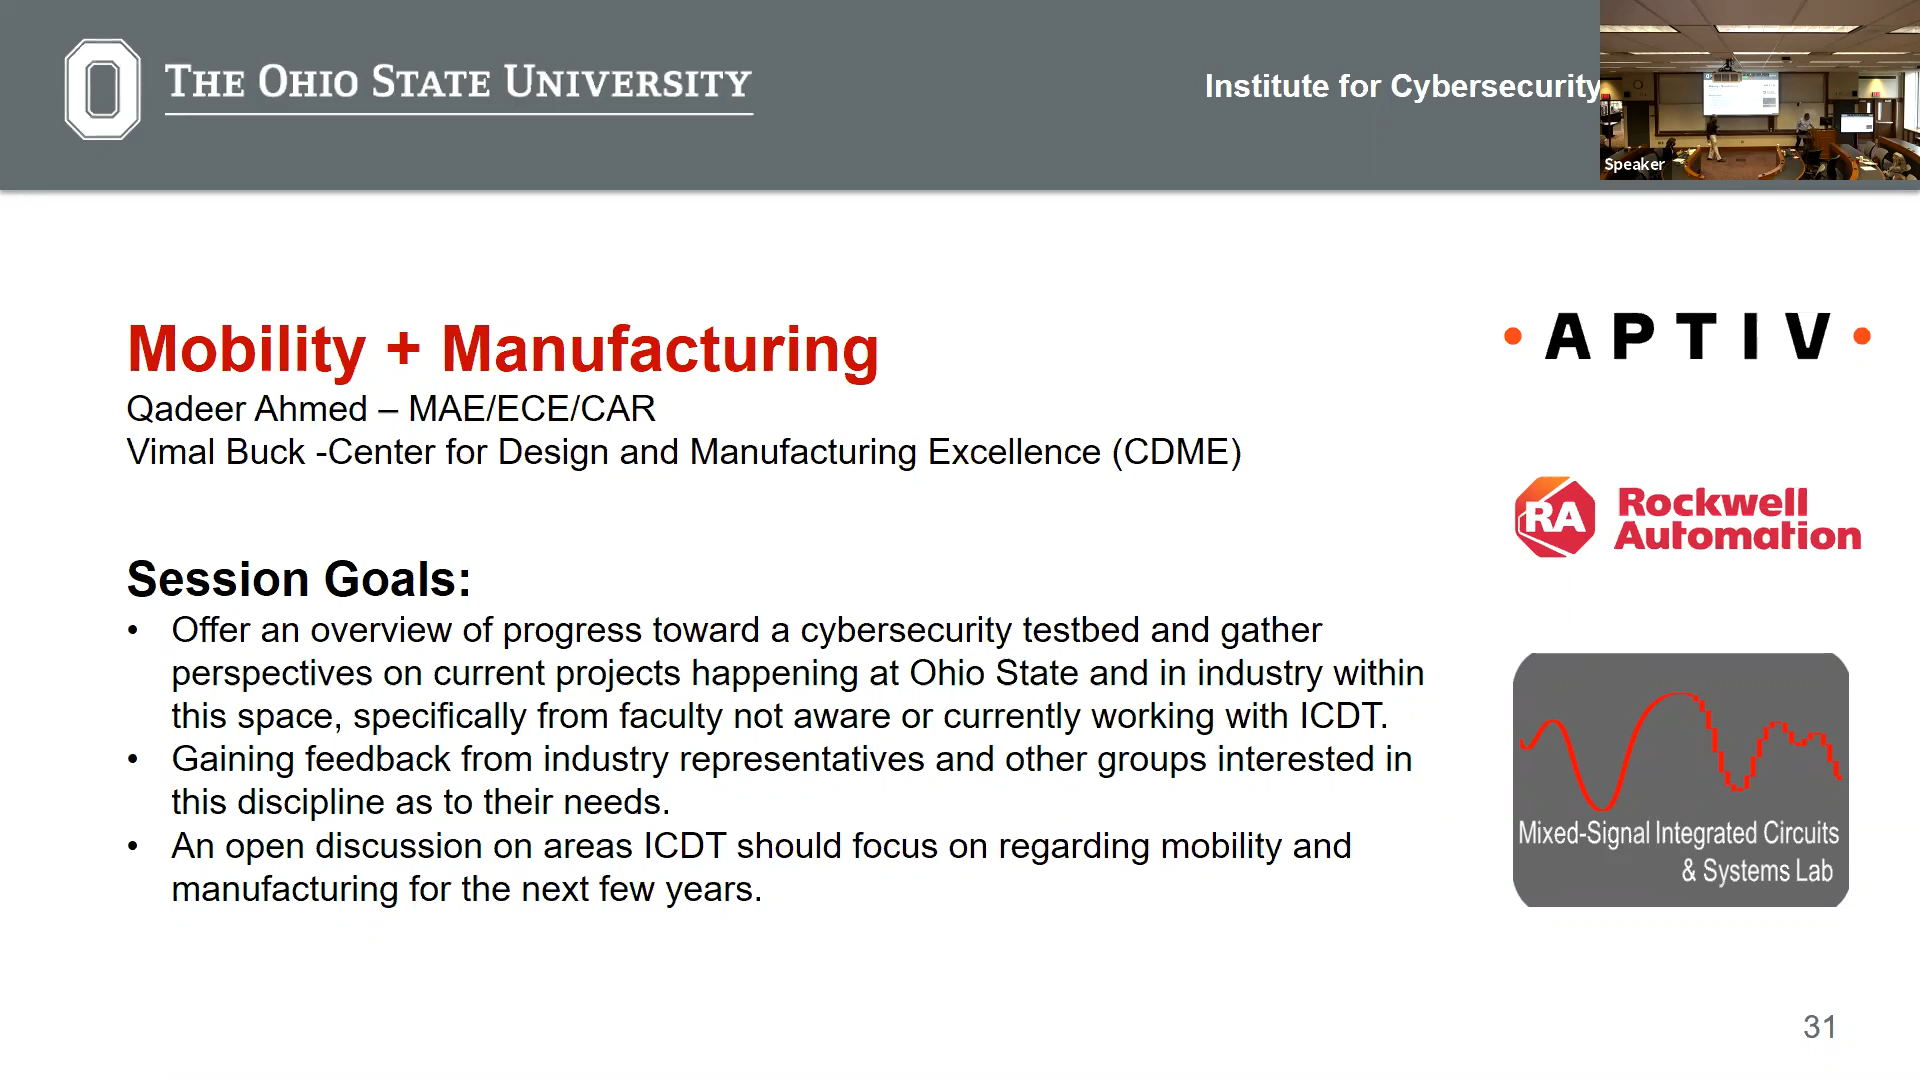 THE OHIO STATE UNIVERSITY
Institute for Cybersecurity
Speaker
Mobility + Manufacturing
Qadeer Ahmed – MAE/ECE/CAR
Vimal Buck -Center for Design and Manufacturing Excellence (CDME)
Session Goals:
• Offer an overview of progress toward a cybersecurity testbed and gather
perspectives on current projects happening at Ohio State and in industry within
this space, specifically from faculty not aware or currently working with ICDT.
• Gaining feedback from industry representatives and other groups interested in
this discipline as to their needs.
• An open discussion on areas ICDT should focus on regarding mobility and
manufacturing for the next few years.
• APTIV •
RA Rockwell
Automation
Mixed-Signal Integrated Circuits
& Systems Lab
31